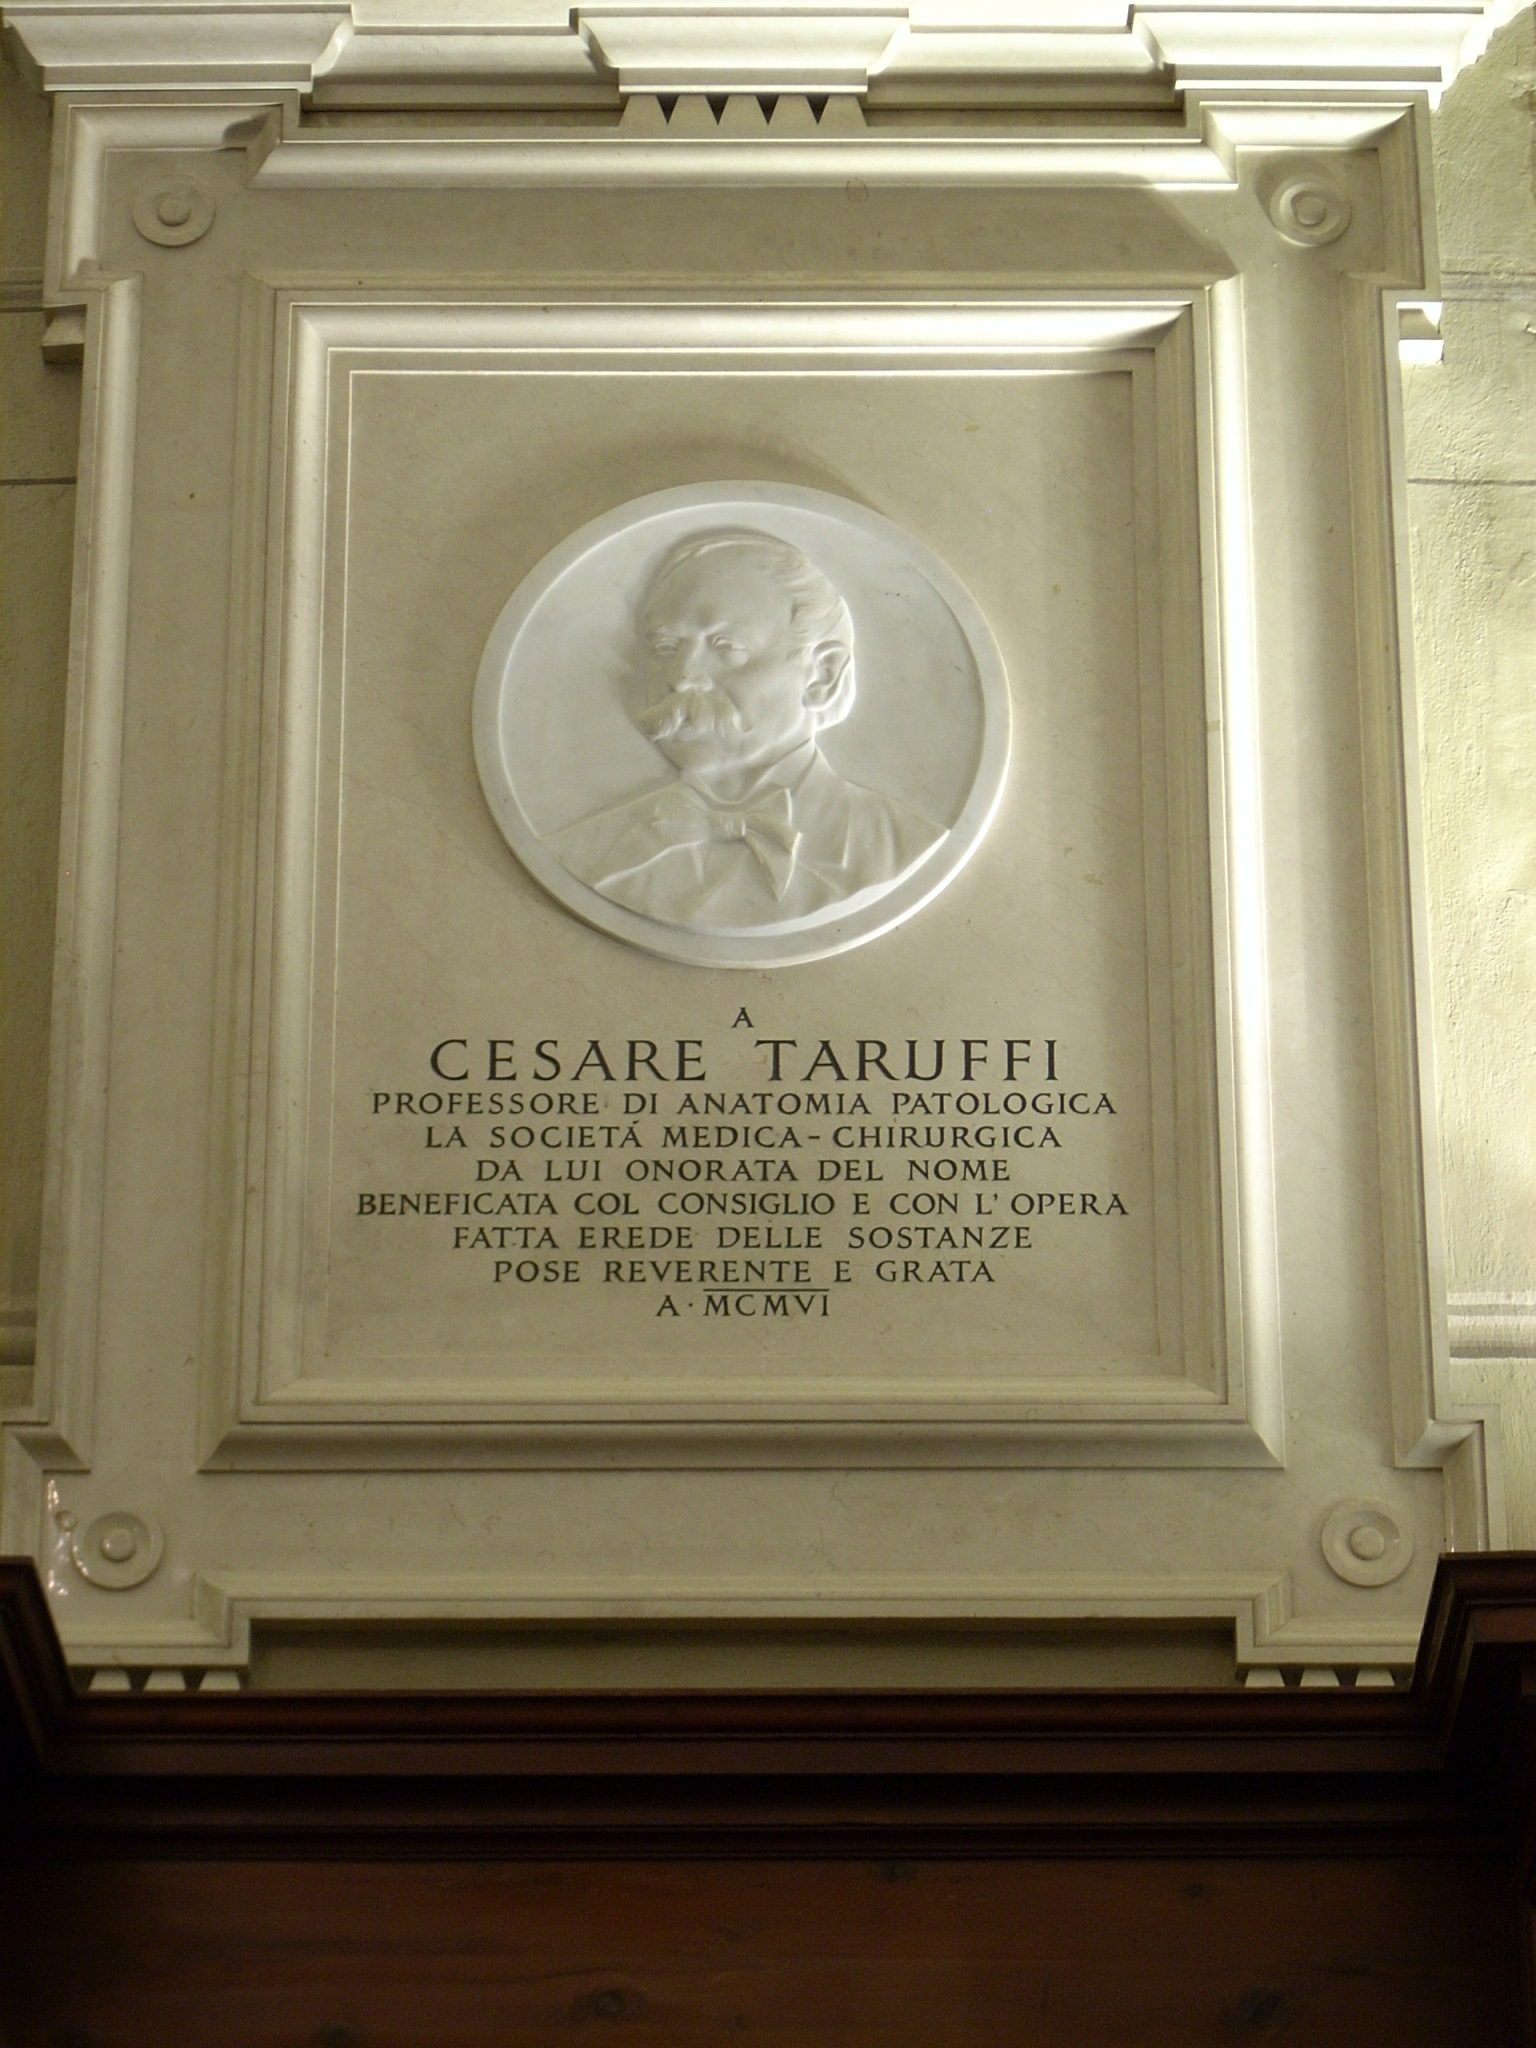 A
CESARE TARUFFI
PROFESSORE DI ANATOMIA PATOLOGICA
LA SOCIETÁ MEDICA-CHIRURGICA
DA LUI ONORATA DEL NOME
BENEFICATA COL CONSIGLIO E CON L'OPERA
FATTA EREDE DELLE SOSTANZE
POSE REVERENTE E GRATA
A·MCMVI